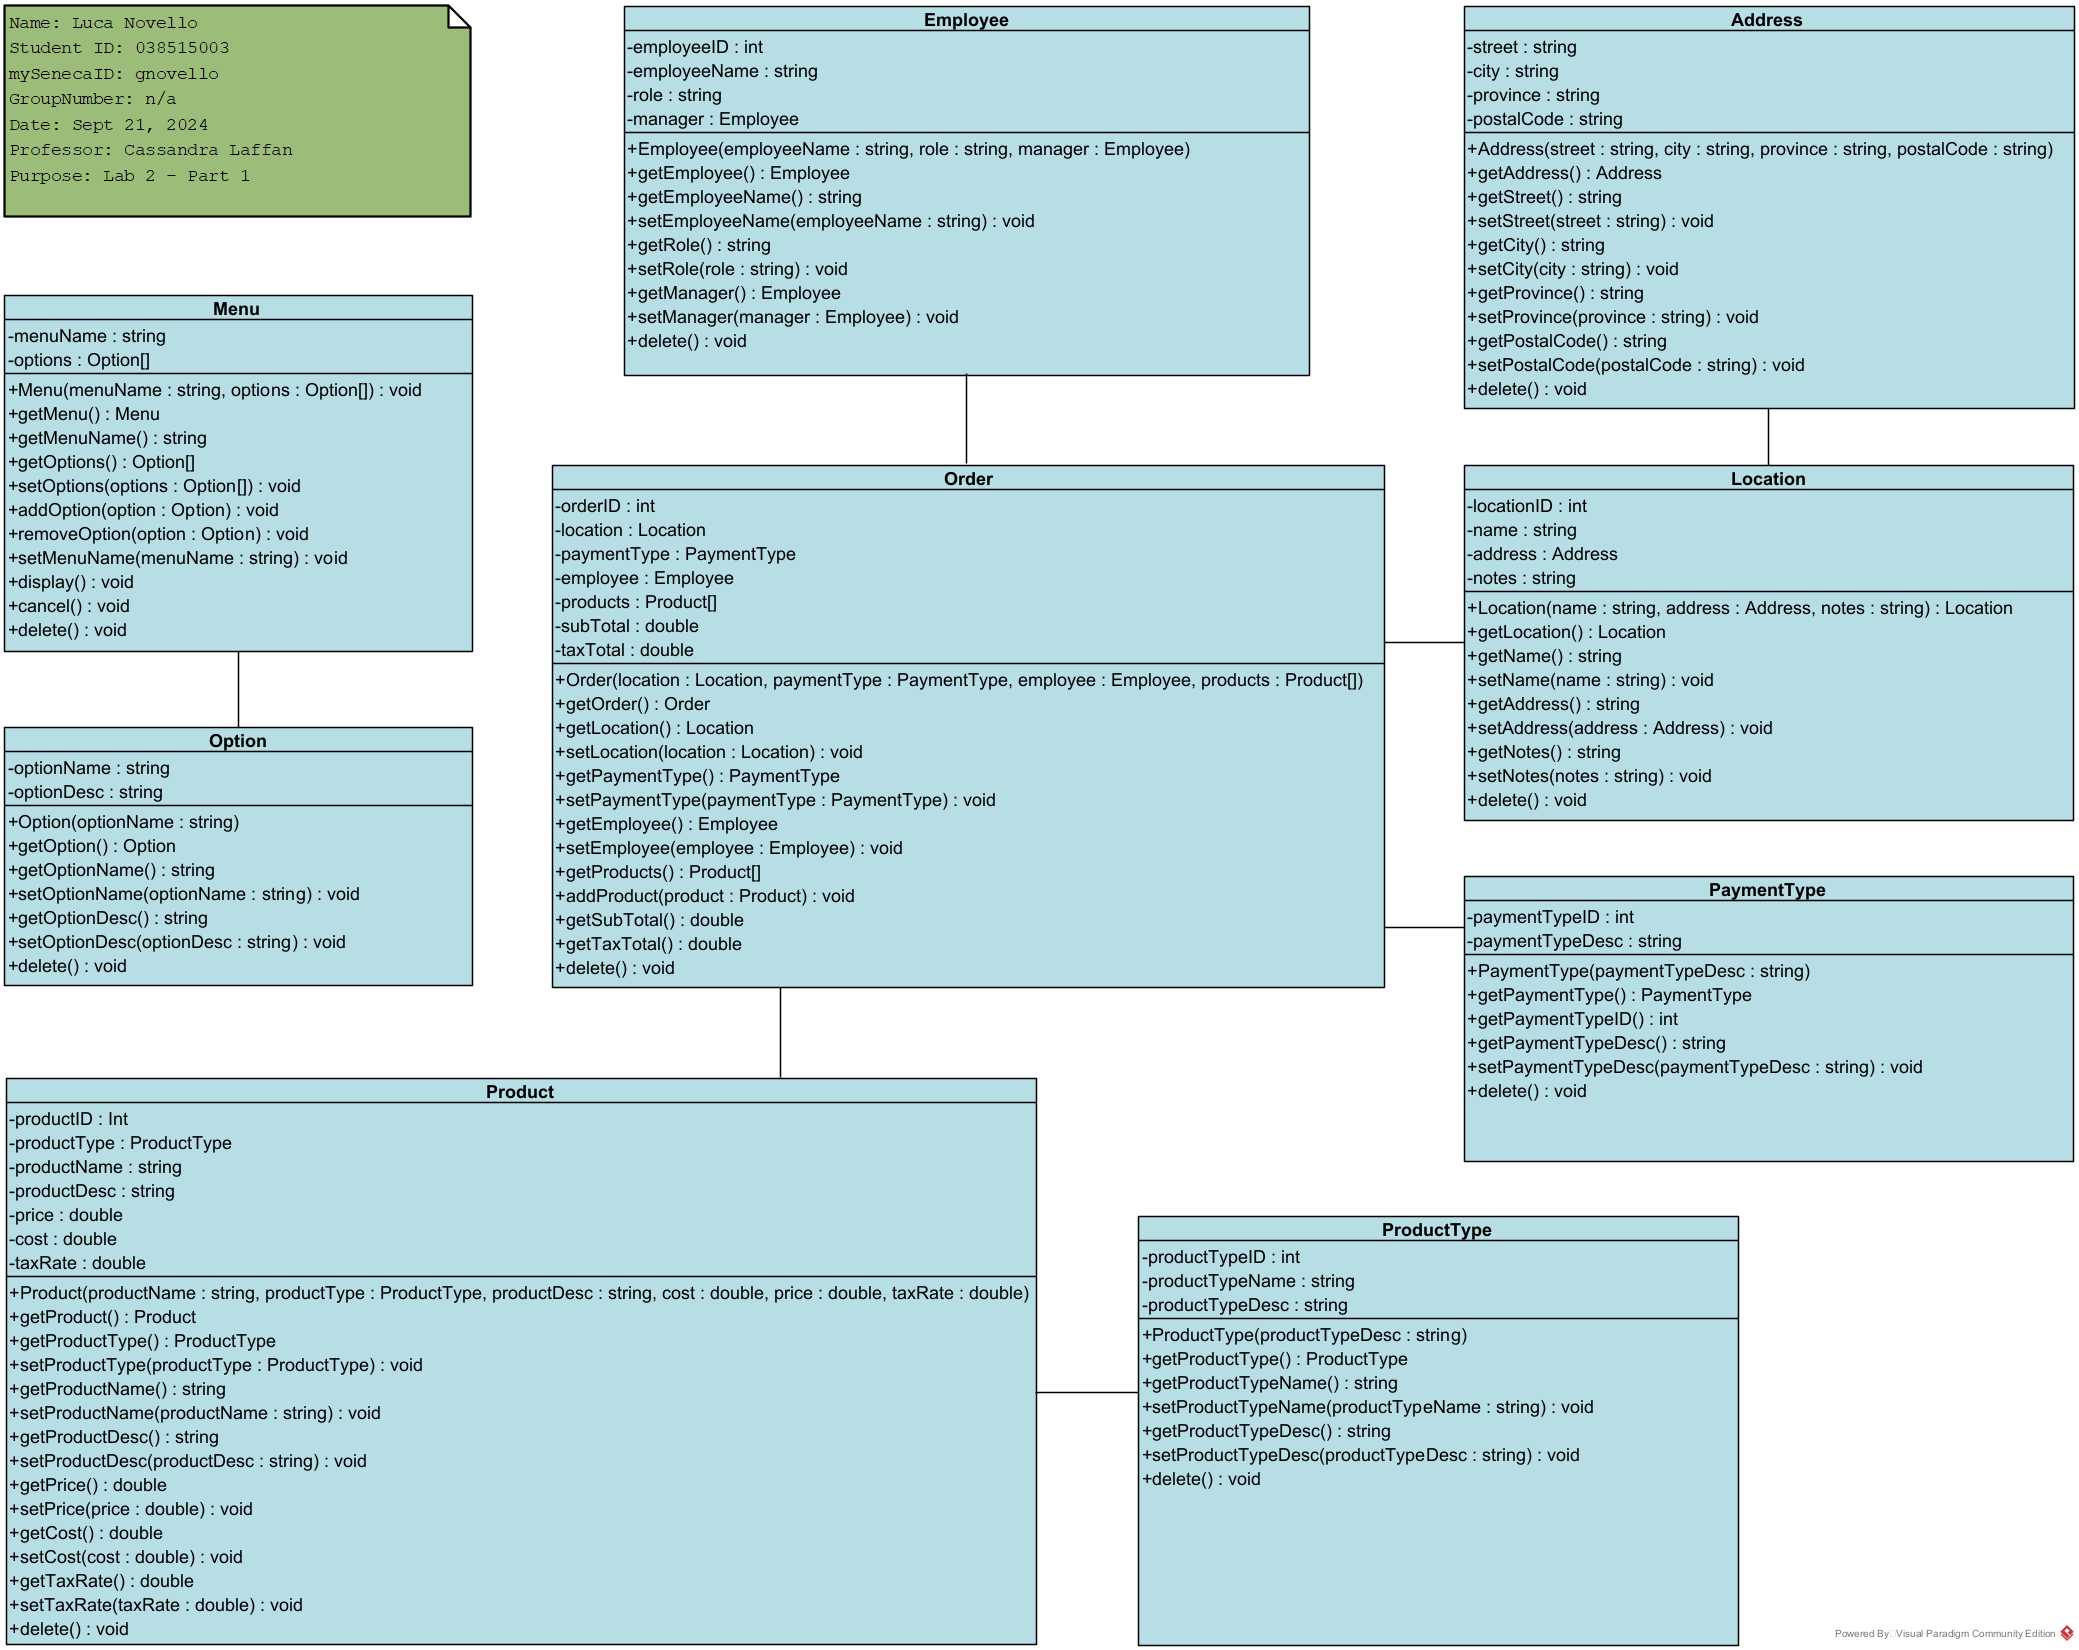 Name: Luca Novello
Student ID: 038515003
mySenecaID: gnovello
GroupNumber: n/a
Date: Sept 21, 2024
Professor: Cassandra Laffan
Purpose: Lab 2 - Part 1
Employee
-employeeID : int
-employeeName : string
-role : string
-manager : Employee
+Employee(employeeName : string, role : string, manager : Employee)
+getEmployee() : Employee
+getEmployeeName() : string
+setEmployeeName(employeeName : string) : void
+getRole() : string
+setRole(role : string) : void
+getManager() : Employee
+setManager(manager : Employee) : void
+delete() : void
Address
-street : string
-city : string
-province : string
-postalCode : string
+Address(street : string, city : string, province : string, postalCode : string)
+getAddress() : Address
+getStreet() : string
+setStreet(street : string) : void
+getCity() : string
+setCity(city : string) : void
+getProvince() : string
+setProvince(province : string) : void
+getPostalCode() : string
+setPostalCode(postalCode : string) : void
+delete() : void
Menu
-menuName : string
-options : Option[]
+Menu(menuName : string, options : Option[]) : void
+getMenu() : Menu
+getMenuName() : string
+getOptions() : Option[]
+setOptions(options : Option[]) : void
+addOption(option : Option) : void
+removeOption(option : Option) : void
+setMenuName(menuName : string) : void
+display() : void
+cancel() : void
+delete() : void
Option
-optionName : string
-optionDesc : string
+Option(optionName : string)
+getOption() : Option
+getOptionName() : string
+setOptionName(optionName : string) : void
+getOptionDesc() : string
+setOptionDesc(optionDesc : string) : void
+delete() : void
Order
-orderID : int
-location : Location
-paymentType : PaymentType
-employee : Employee
-products : Product[]
-subTotal : double
-taxTotal : double
+Order(location : Location, paymentType : PaymentType, employee : Employee, products : Product[])
+getOrder() : Order
+getLocation() : Location
+setLocation(location : Location) : void
+getPaymentType() : PaymentType
+setPaymentType(paymentType : PaymentType) : void
+getEmployee() : Employee
+setEmployee(employee : Employee) : void
+getProducts() : Product[]
+addProduct(product : Product) : void
+getSubTotal() : double
+getTaxTotal() : double
+delete() : void
Location
-locationID : int
-name : string
-address : Address
-notes : string
+Location(name : string, address : Address, notes : string) : Location
+getLocation() : Location
+getName() : string
+setName(name : string) : void
+getAddress() : string
+setAddress(address : Address) : void
+getNotes() : string
+setNotes(notes : string) : void
+delete() : void
PaymentType
-paymentTypeID : int
-paymentTypeDesc : string
+PaymentType(paymentTypeDesc : string)
+getPaymentType() : PaymentType
+getPaymentTypeID() : int
+getPaymentTypeDesc() : string
+setPaymentTypeDesc(paymentTypeDesc : string) : void
+delete() : void
Product
-productID : Int
-productType : ProductType
-productName : string
-productDesc : string
-price : double
-cost : double
-taxRate : double
+Product(productName : string, productType : ProductType, productDesc : string, cost : double, price : double, taxRate : double)
+getProduct() : Product
+getProductType() : ProductType
+setProductType(productType : ProductType) : void
+getProductName() : string
+setProductName(productName : string) : void
+getProductDesc() : string
+setProductDesc(productDesc : string) : void
+getPrice() : double
+setPrice(price : double) : void
+getCost() : double
+setCost(cost : double) : void
+getTaxRate() : double
+setTaxRate(taxRate : double) : void
+delete() : void
ProductType
-productTypeID : int
-productTypeName : string
-productTypeDesc : string
+ProductType(productTypeDesc : string)
+getProductType() : ProductType
+getProductTypeName() : string
+setProductTypeName(productTypeName : string) : void
+getProductTypeDesc() : string
+setProductTypeDesc(productTypeDesc : string) : void
+delete() : void
Powered By Visual Paradigm Community Edition